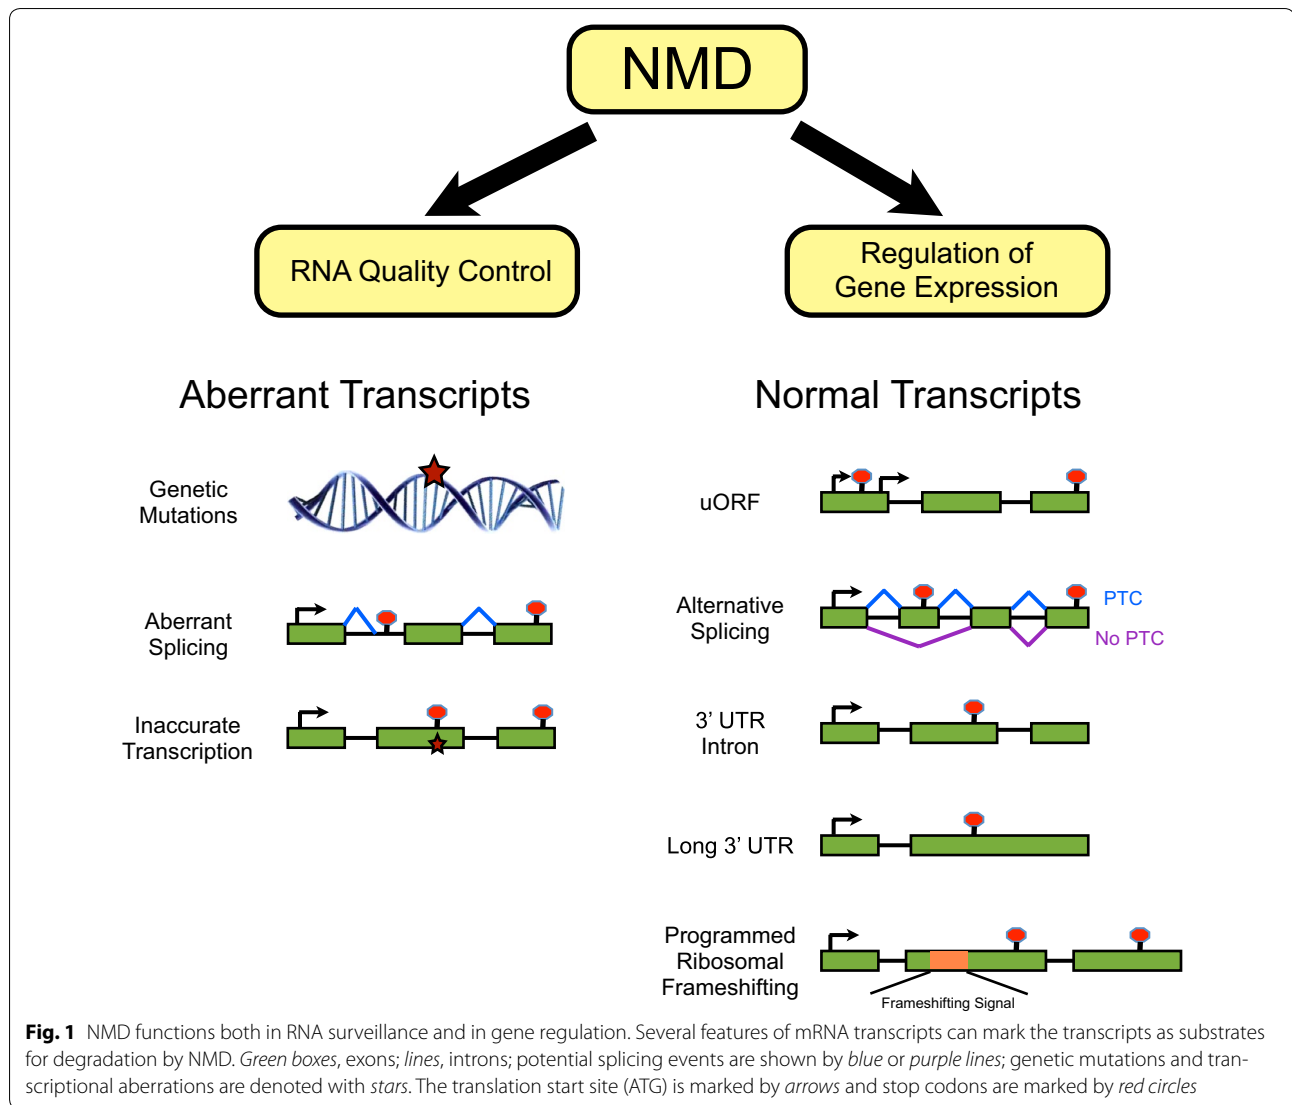 NMD
RNA Quality Control
Regulation of
Gene Expression
Aberrant Transcripts
Genetic
Mutations
Aberrant
Splicing
Inaccurate
Transcription
Normal Transcripts
uORF
Alternative
Splicing
PTC
No PTC
3’ UTR
Intron
Long 3’ UTR
Programmed
Ribosomal
Frameshifting
Frameshifting Signal
Fig. 1 NMD functions both in RNA surveillance and in gene regulation. Several features of mRNA transcripts can mark the transcripts as substrates
for degradation by NMD. Green boxes, exons; lines, introns; potential splicing events are shown by blue or purple lines; genetic mutations and tran-
scriptional aberrations are denoted with stars. The translation start site (ATG) is marked by arrows and stop codons are marked by red circles